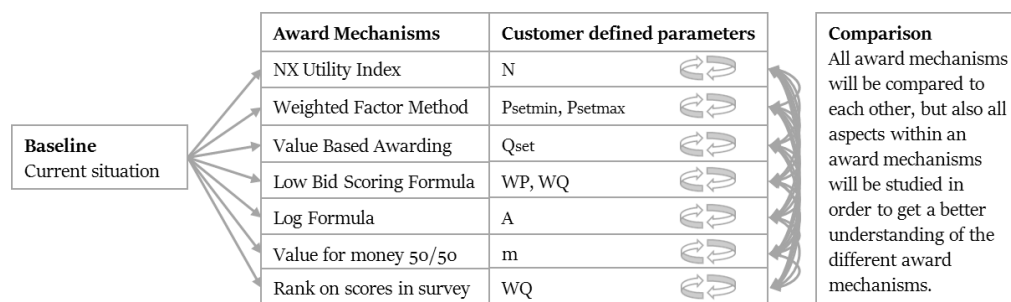 Baseline
Current situation
Award Mechanisms Customer defined parameters
NX Utility Index N
Weighted Factor Method Psetmin, Psetmax
Value Based Awarding Qset
Low Bid Scoring Formula WP, WQ
Log Formula A
Value for money 50/50 m
Rank on scores in survey WQ
Comparison
All award mechanisms
will be compared to
each other, but also all
aspects within an
award mechanisms
will be studied in
order to get a better
understanding of the
different award
mechanisms.